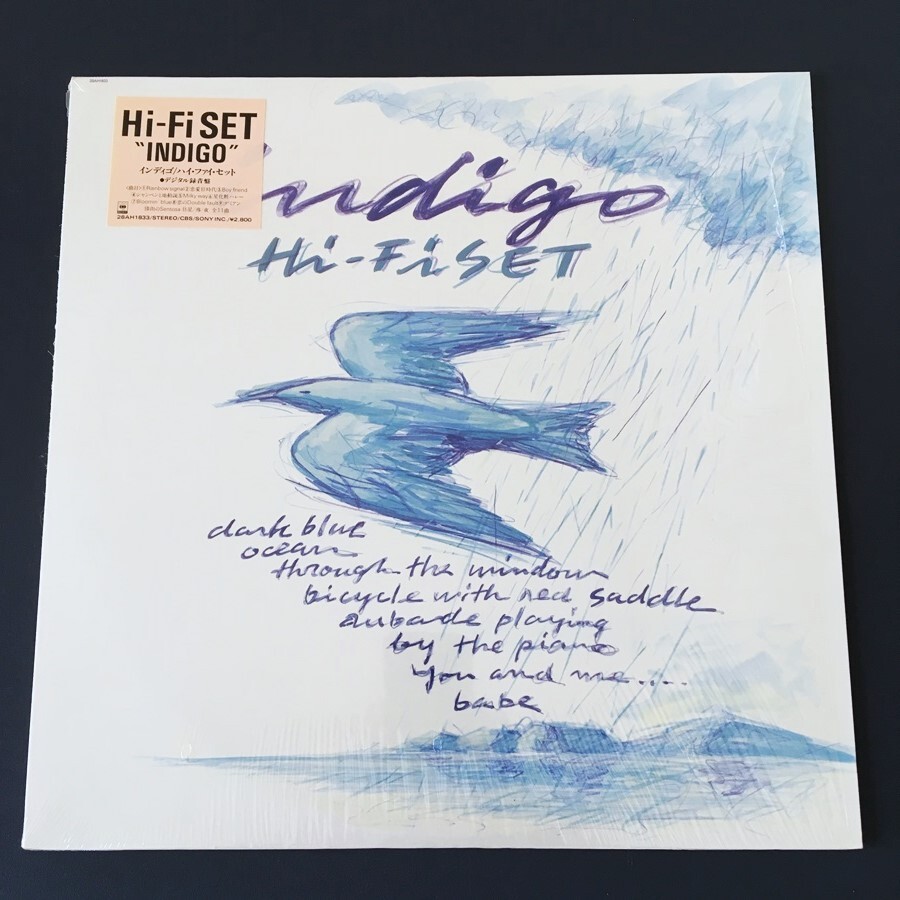 Hi-Fi SET
"INDIGO"
インディゴ/ハイ・ファイ・セット
●デジタル録音盤
28AH1833/STEREO/CBS/SONY INC./¥2,800
Indigo
Hi-Fi SET
dark blue
ocean
through the window
bicycle with red saddle
aubade playing
by the piano
You and me....
babe